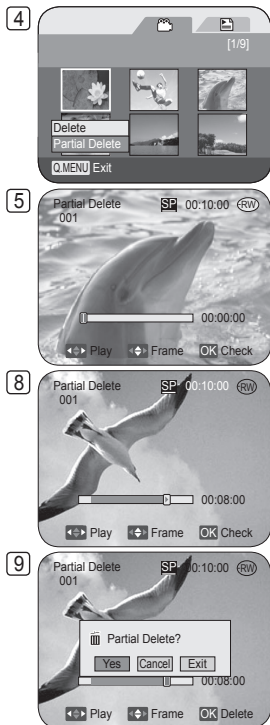 4
[1/9]
Delete
Partial Delete
Q.MENU Exit
5
Partial Delete SP 00:10:00 RW
001
00:00:00
Play Frame OK Check
8
Partial Delete SP 00:10:00 RW
001
00:08:00
Play Frame OK Check
9
Partial Delete SP 00:10:00 RW
001
Partial Delete?
Yes Cancel Exit
00:08:00
Play Frame OK Delete